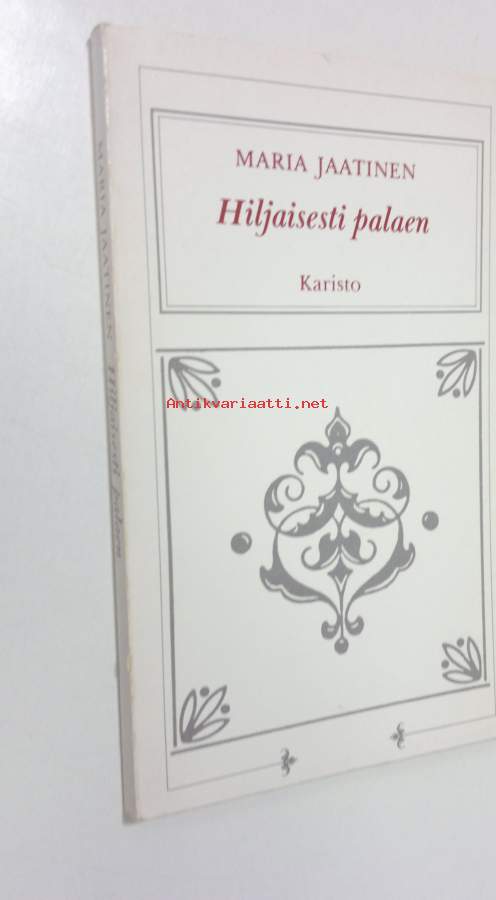 MARIA JAATINEN
Hiljaisesti palaen
Karisto
Antikvariaatti.net
MARIA JAATINEN Hiljaisesti palaen